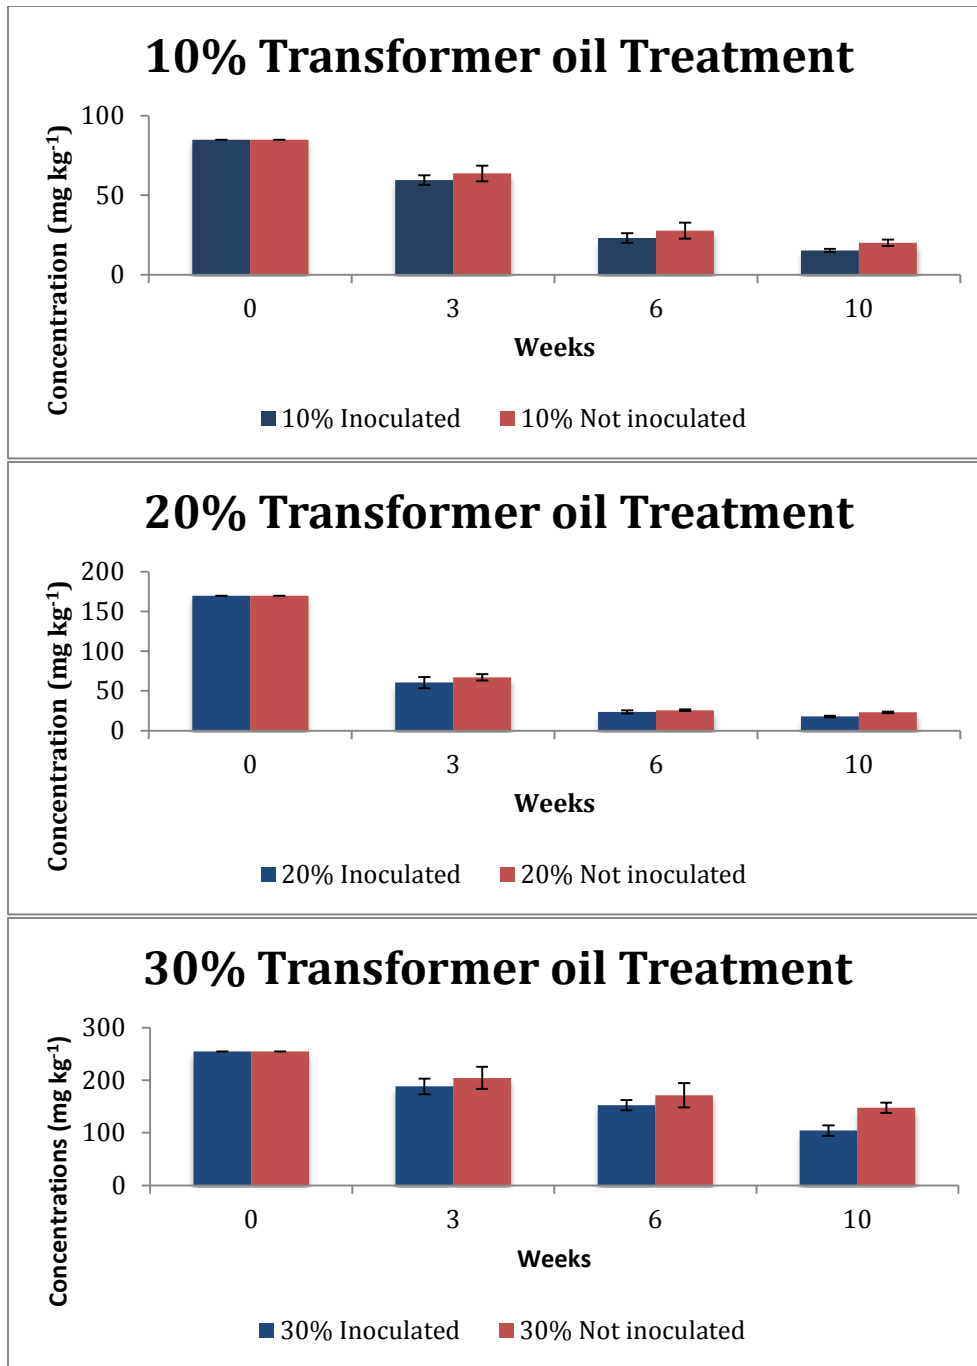 10% Transformer oil Treatment
Concentration (mg kg-1)
100
50
0
0 3 6 10
Weeks
10% Inoculated 10% Not inoculated
20% Transformer oil Treatment
Concentration (mg kg-1)
200
150
100
50
0
0 3 6 10
Weeks
20% Inoculated 20% Not inoculated
30% Transformer oil Treatment
Concentrations (mg kg-1)
300
200
100
0
0 3 6 10
Weeks
30% Inoculated 30% Not inoculated